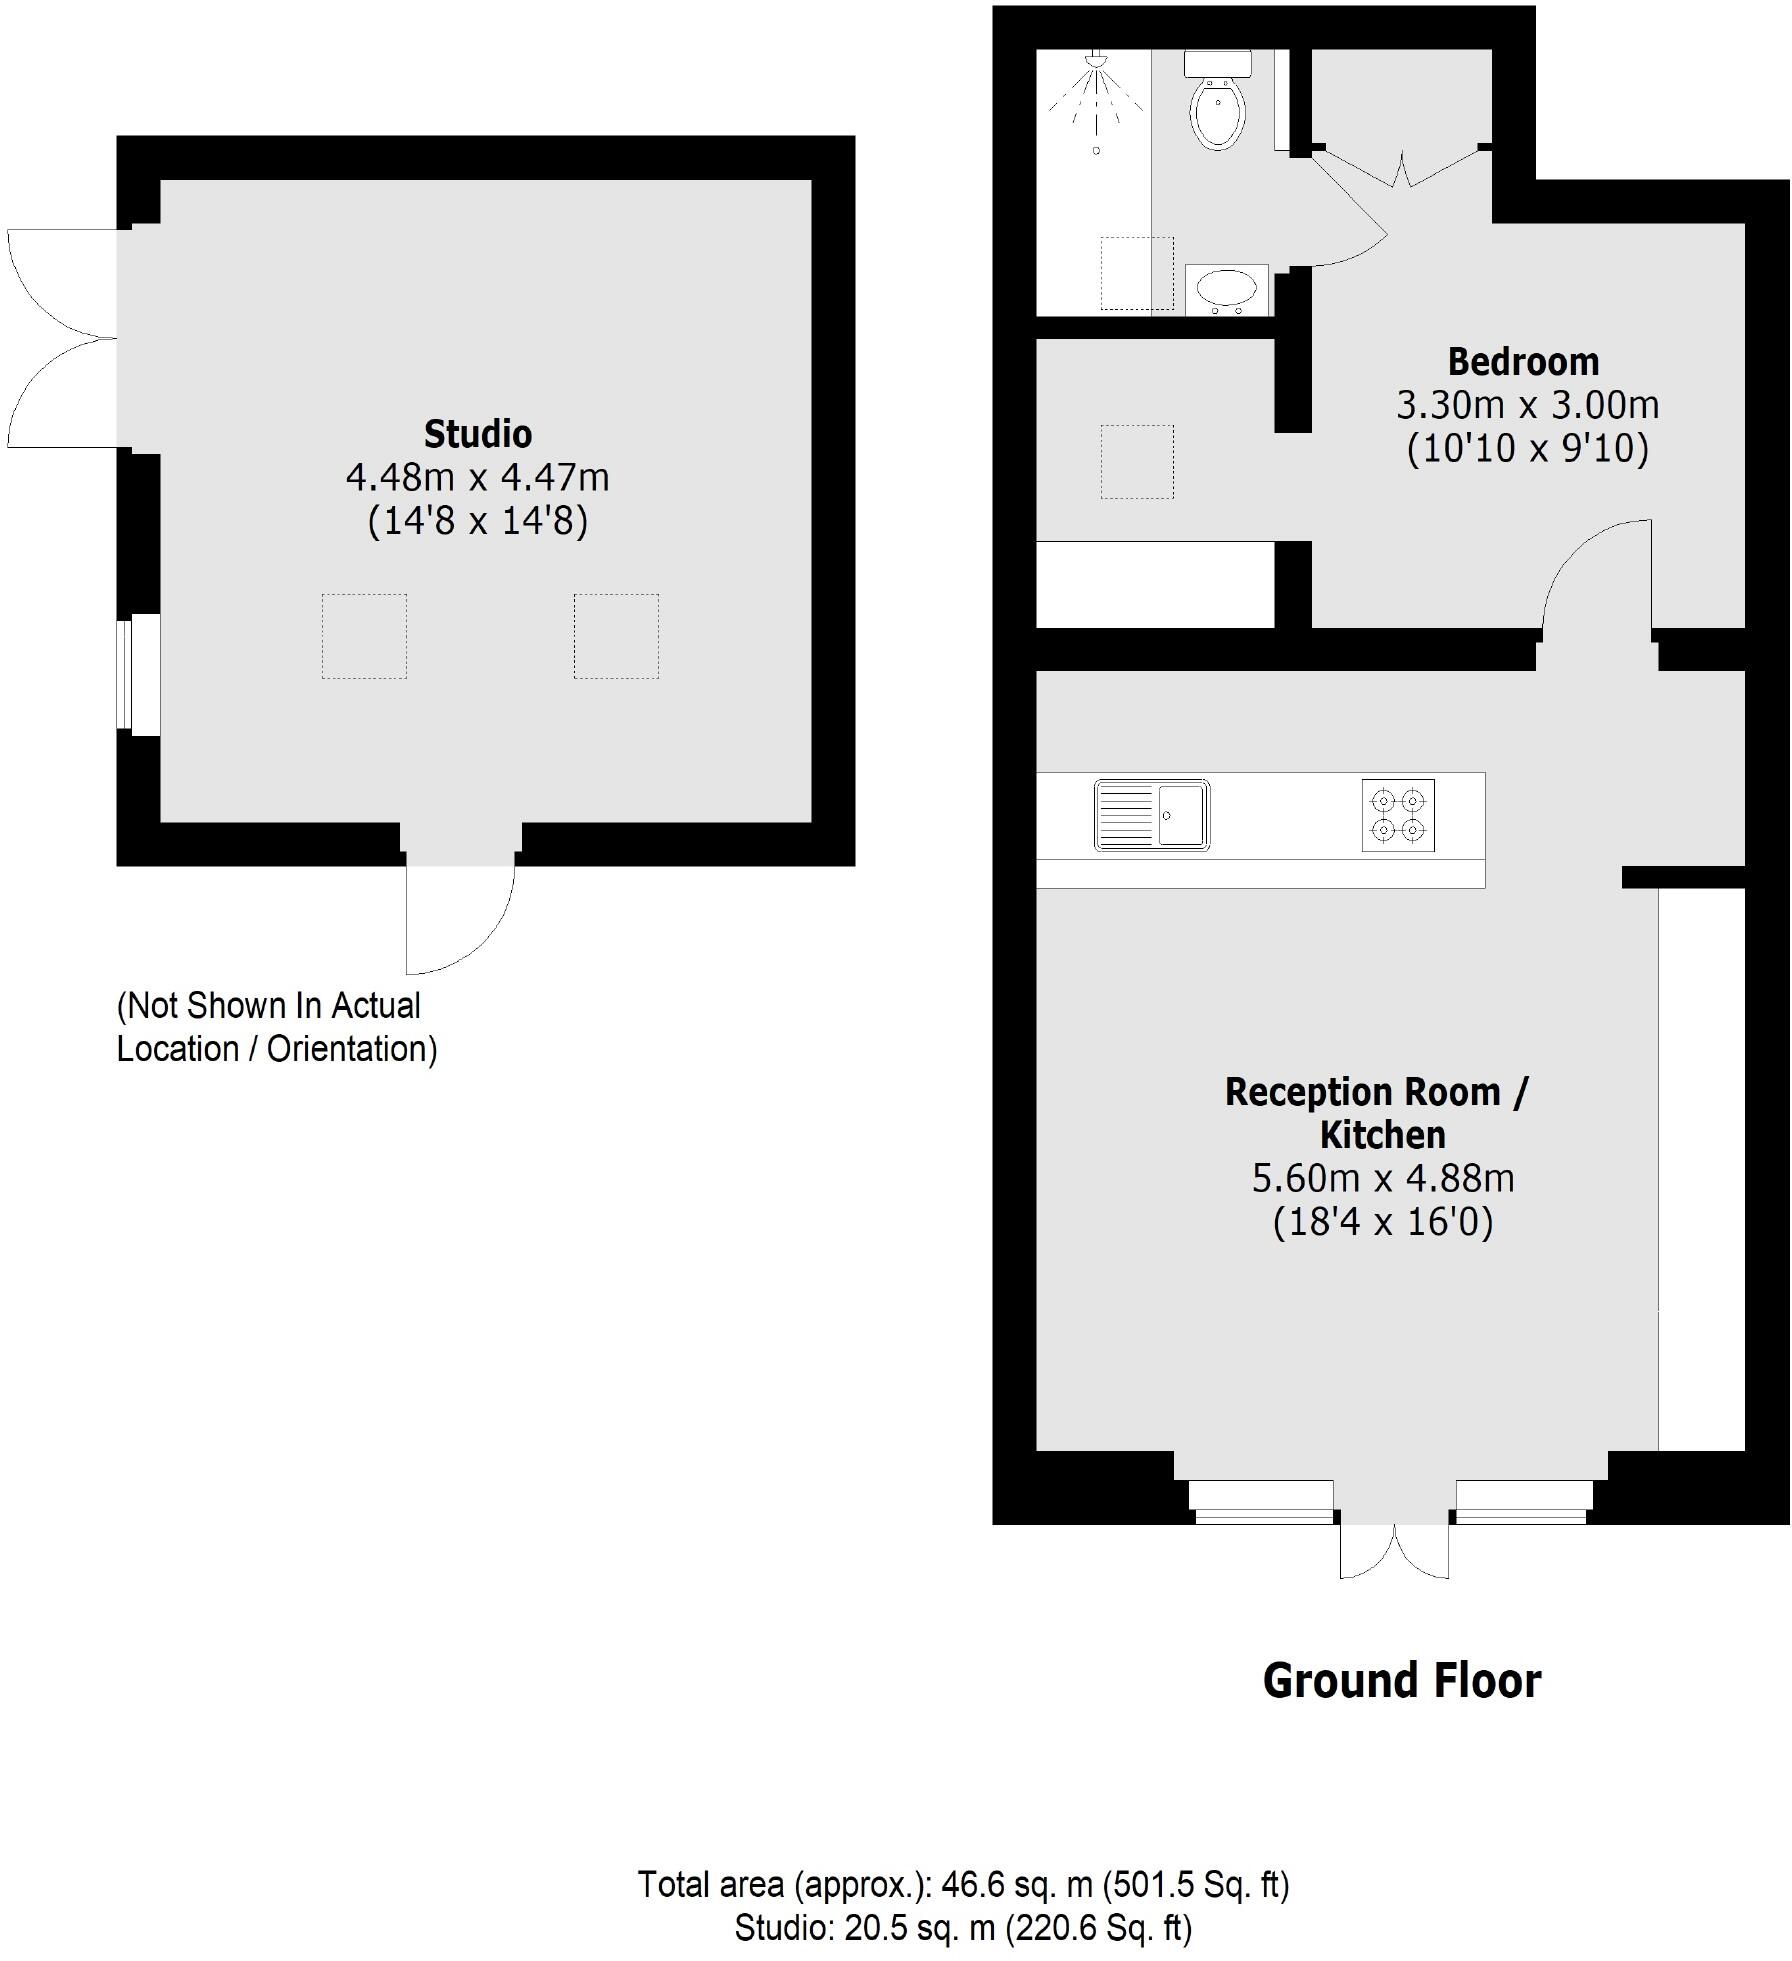 Studio
4.48m x 4.47m
(14'8 x 14'8)
(Not Shown In Actual
Location / Orientation)
Bedroom
3.30m x 3.00m
(10'10 x 9'10)
Reception Room /
Kitchen
5.60m x 4.88m
(18'4 x 16'0)
Ground Floor
Total area (approx.): 46.6 sq. m (501.5 Sq. ft)
Studio: 20.5 sq. m (220.6 Sq. ft)